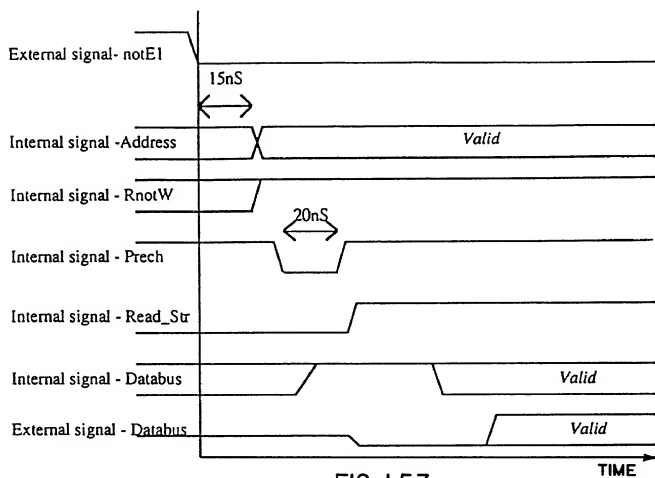 External signal- notE1
15nS
Internal signal -Address
Valid
Internal signal -RnotW
20nS
Internal signal - Prech
Internal signal - Read_Str
Internal signal - Databus
Valid
External signal - Databus
Valid
TIME